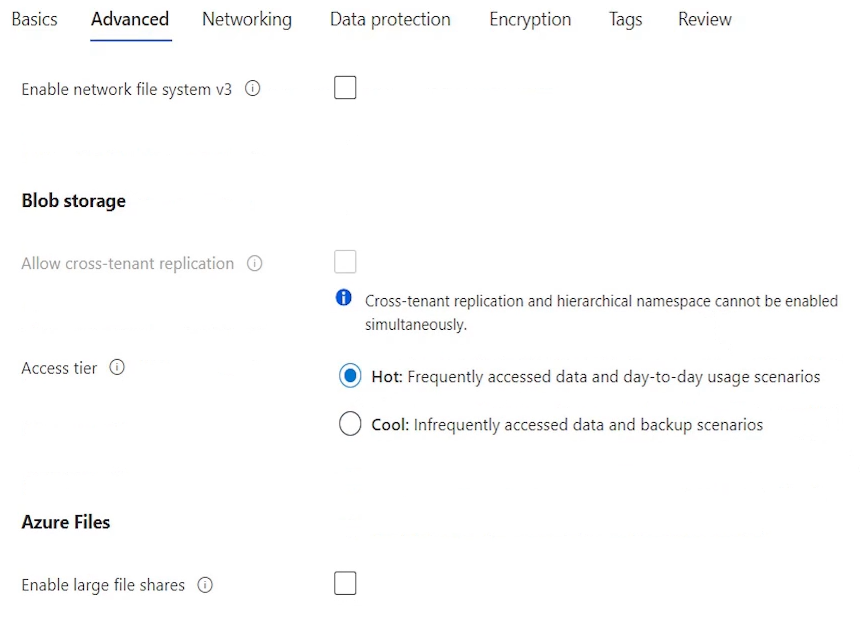 Basics Advanced Networking Data protection Encryption Tags Review
Enable network file system v3
Blob storage
Allow cross-tenant replication
Cross-tenant replication and hierarchical namespace cannot be enabled
simultaneously.
Access tier
Hot: Frequently accessed data and day-to-day usage scenarios
Cool: Infrequently accessed data and backup scenarios
Azure Files
Enable large file shares